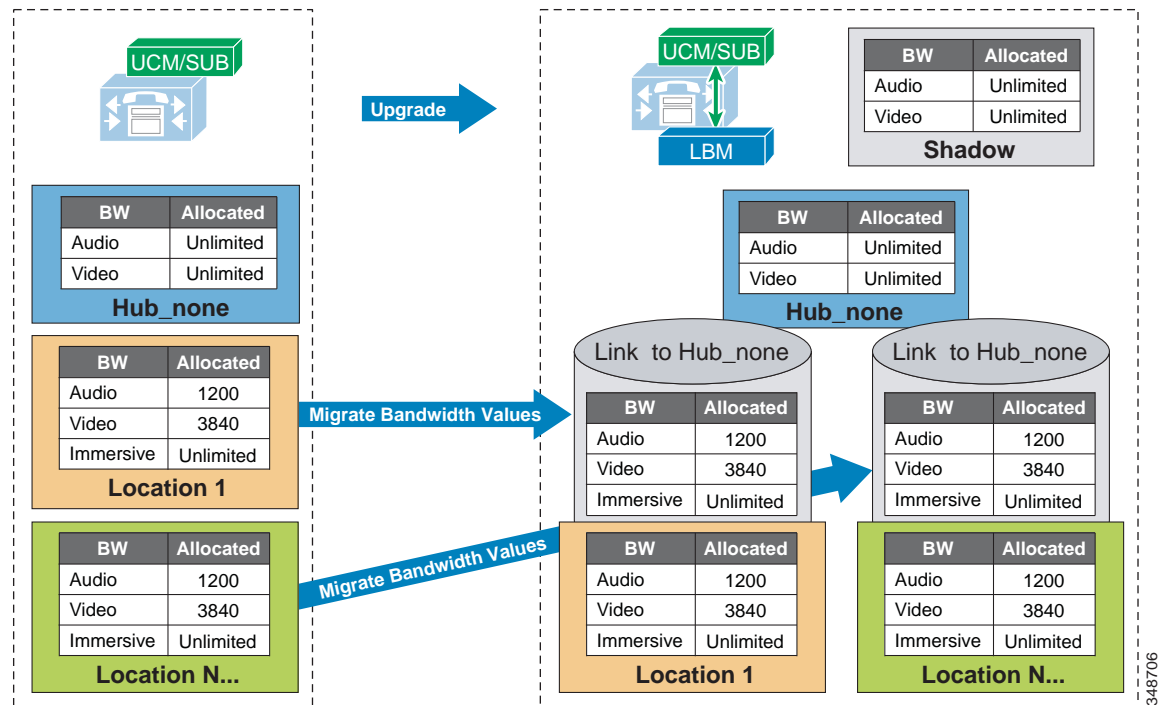 UCM/SUB
Upgrade
UCM/SUB
LBM
BW Allocated
Audio Unlimited
Video Unlimited
Shadow
BW Allocated
Audio Unlimited
Video Unlimited
Hub_none
BW Allocated
Audio Unlimited
Video Unlimited
Hub_none
BW Allocated
Audio 1200
Video 3840
Immersive Unlimited
Location 1
Migrate Bandwidth Values
Link to Hub_none
BW Allocated
Audio 1200
Video 3840
Immersive Unlimited
Link to Hub_none
BW Allocated
Audio 1200
Video 3840
Immersive Unlimited
BW Allocated
Audio 1200
Video 3840
Immersive Unlimited
Location N...
Migrate Bandwidth Values
BW Allocated
Audio 1200
Video 3840
Immersive Unlimited
Location 1
BW Allocated
Audio 1200
Video 3840
Immersive Unlimited
Location N...
348706